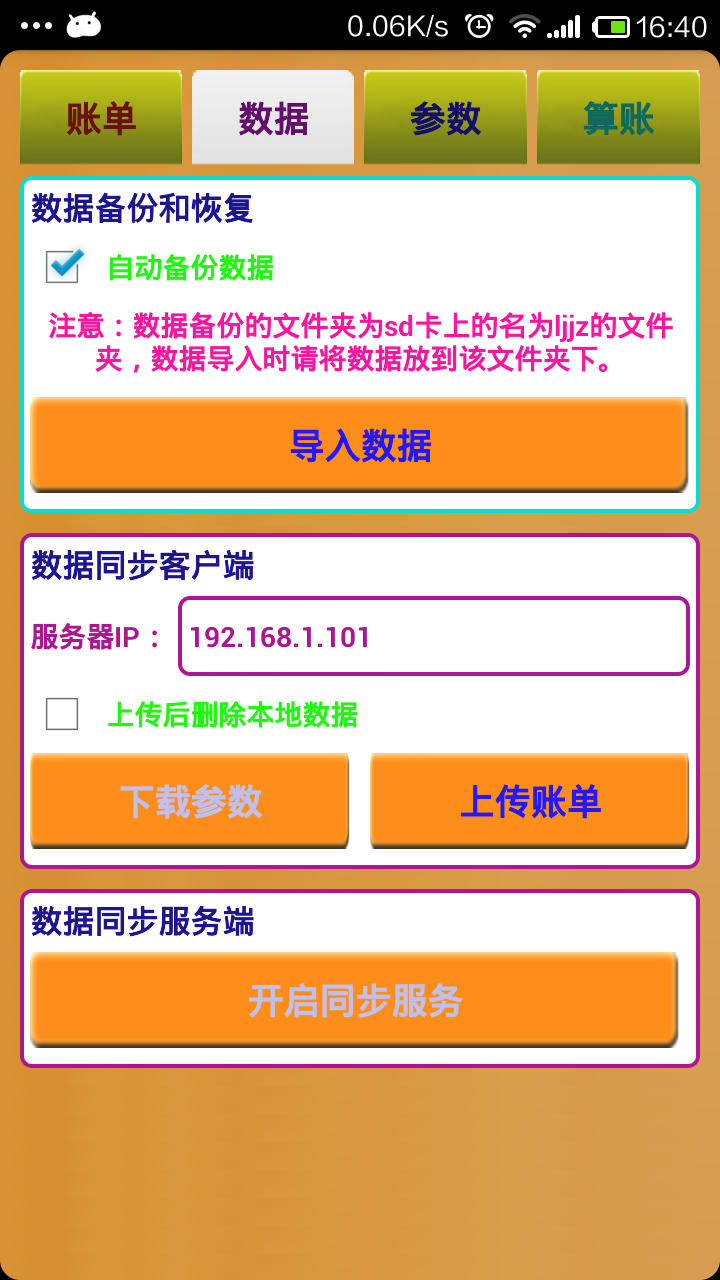 0.06K/s 16:40
账单 数据 参数 算账
数据备份和恢复
自动备份数据
注意：数据备份的文件夹为sd卡上的名为ljjz的文件
夹，数据导入时请将数据放到该文件夹下。
导入数据
数据同步客户端
服务器IP： 192.168.1.101
上传后删除本地数据
下载参数 上传账单
数据同步服务端
开启同步服务